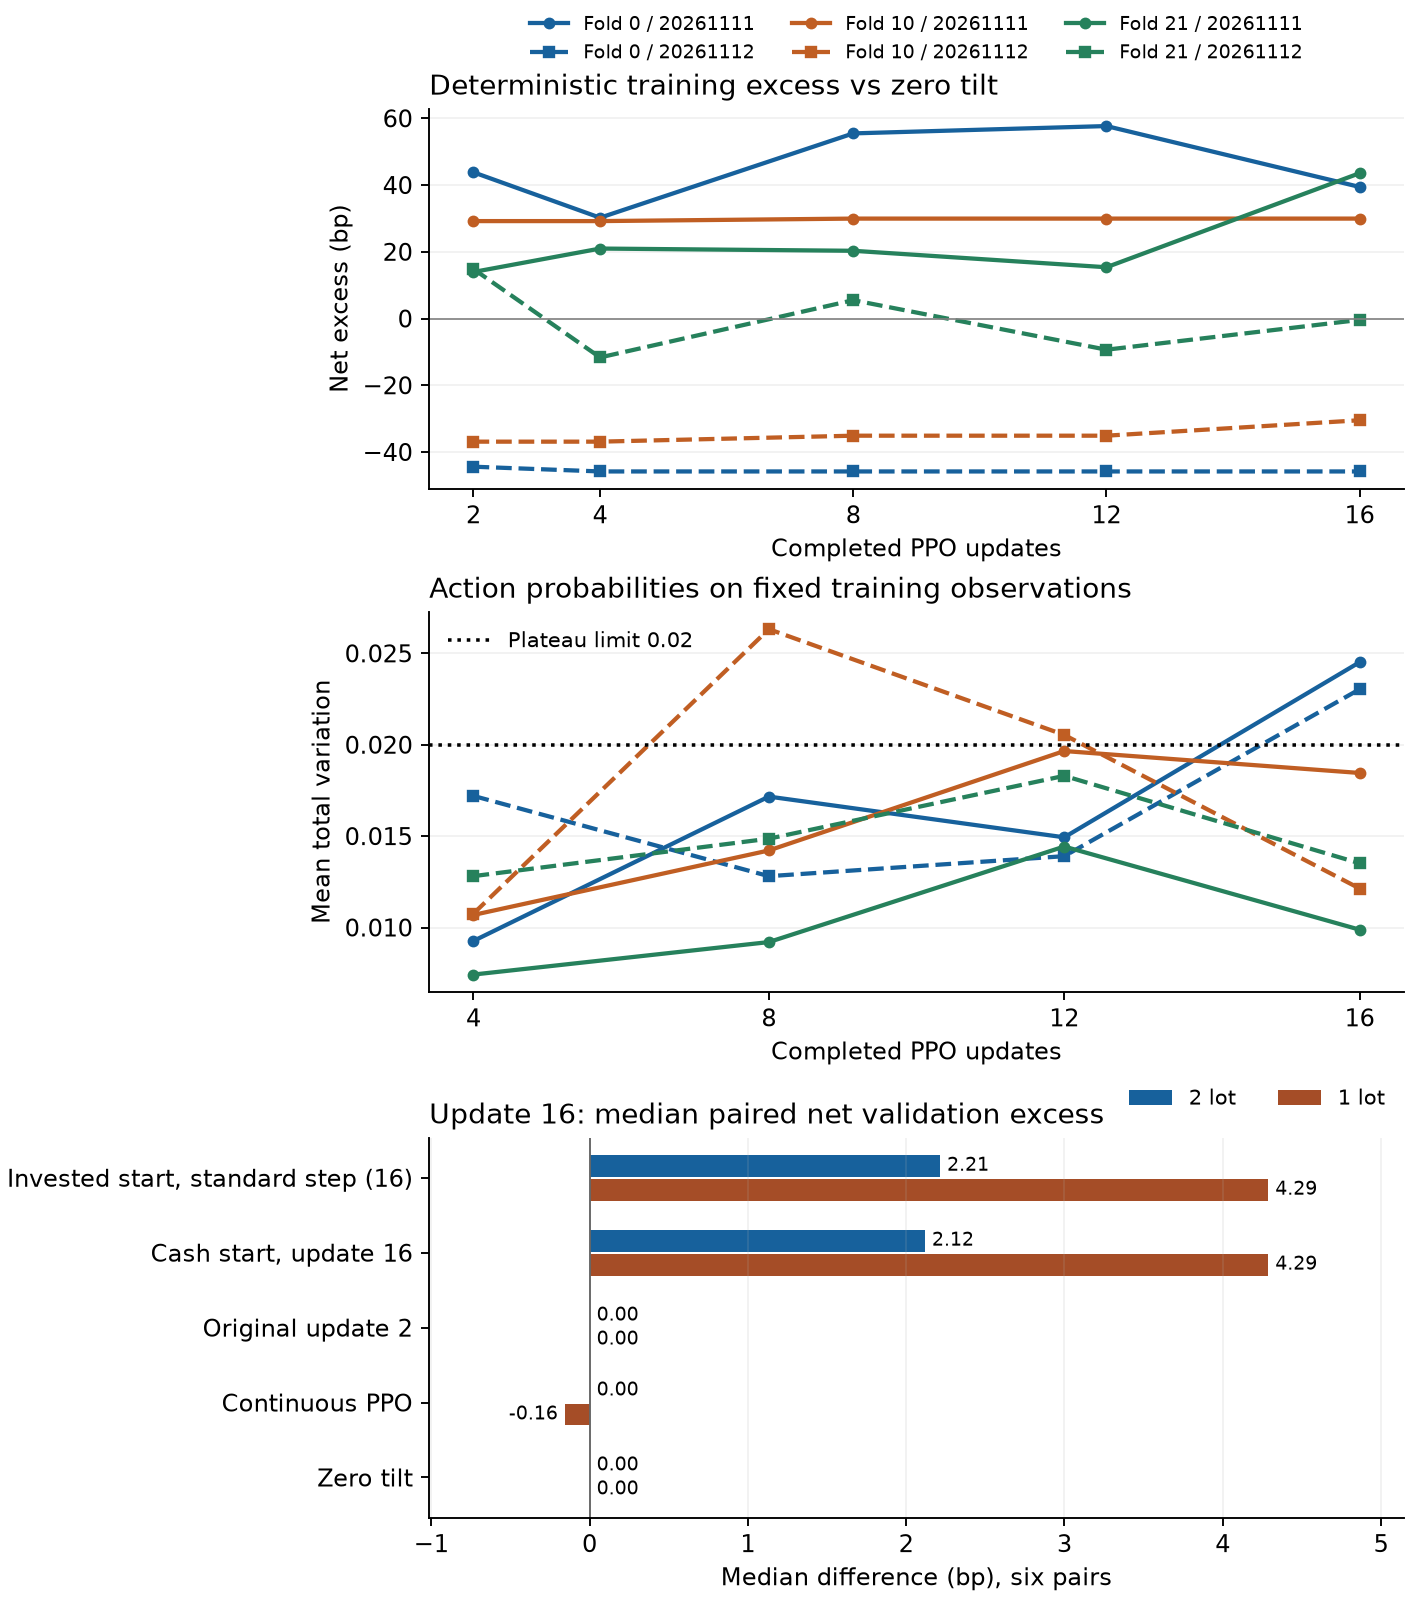 Fold 0 / 20261111
Fold 10 / 20261111
Fold 21 / 20261111
Fold 0 / 20261112
Fold 10 / 20261112
Fold 21 / 20261112
Deterministic training excess vs zero tilt
60
40
20
0
−20
−40
Net excess (bp)
2
4
8
12
16
Completed PPO updates
Action probabilities on fixed training observations
Plateau limit 0.02
0.025
0.020
0.015
0.010
Mean total variation
4
8
12
16
Completed PPO updates
2 lot
1 lot
Update 16: median paired net validation excess
Invested start, standard step (16)
2.21
4.29
Cash start, update 16
2.12
4.29
Original update 2
0.00
0.00
Continuous PPO
0.00
-0.16
Zero tilt
0.00
0.00
−1
0
1
2
3
4
5
Median difference (bp), six pairs